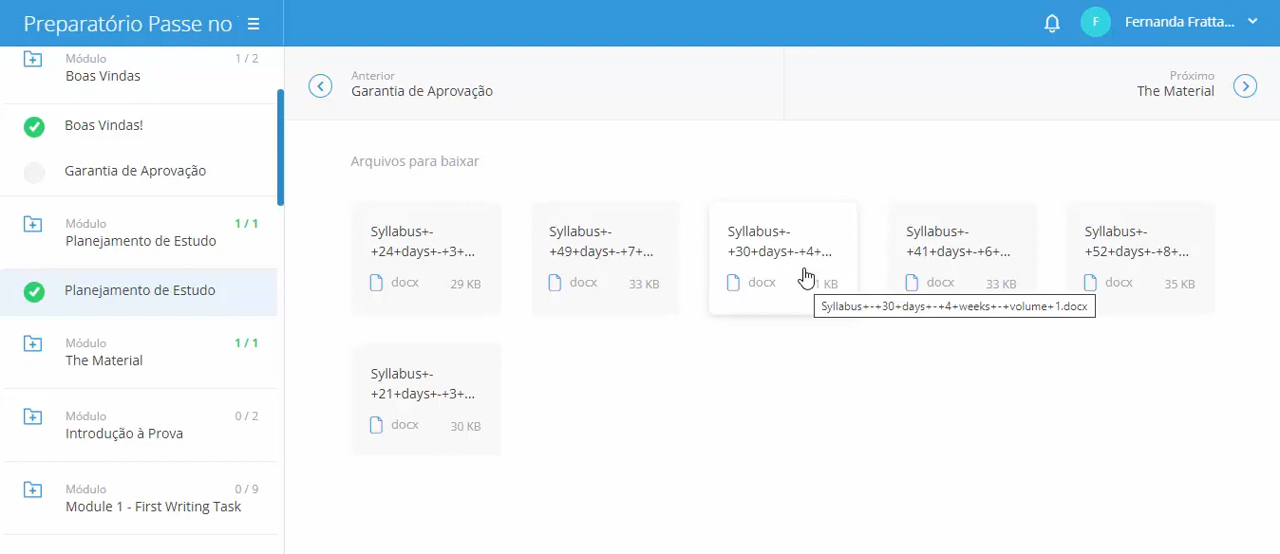 Preparatório Passe no
F
Fernanda Fratta...
Módulo
1 / 2
Boas Vindas
Boas Vindas!
Garantia de Aprovação
Módulo
1 / 1
Planejamento de Estudo
Planejamento de Estudo
Módulo
1 / 1
The Material
Módulo
0 / 2
Introdução à Prova
Módulo
0 / 9
Module 1 - First Writing Task
Anterior
Garantia de Aprovação
Próximo
The Material
Arquivos para baixar
Syllabus+-
+24+days+-+3+...
docx
29 KB
Syllabus+-
+49+days+-+7+...
docx
33 KB
Syllabus+-
+30+days+-+4+...
docx
1 KB
Syllabus+-+30+days+-+4+weeks+-+volume+1.docx
Syllabus+-
+41+days+-+6+...
docx
33 KB
Syllabus+-
+52+days+-+8+...
docx
35 KB
Syllabus+-
+21+days+-+3+...
docx
30 KB